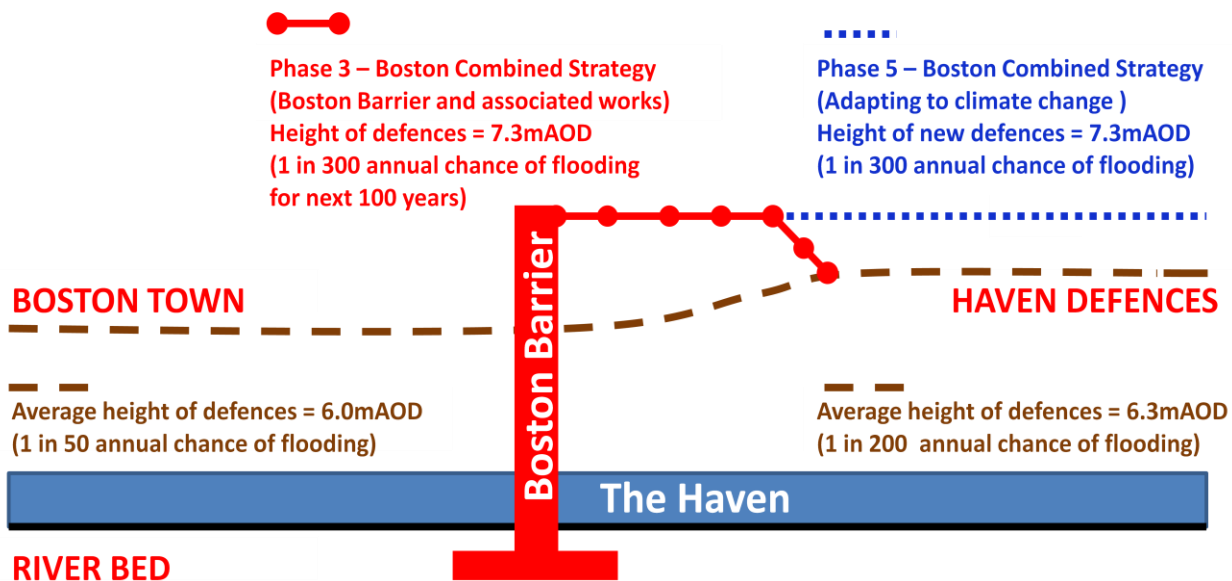 Phase 3 – Boston Combined Strategy
(Boston Barrier and associated works)
Height of defences = 7.3mAOD
(1 in 300 annual chance of flooding
for next 100 years)
Phase 5 – Boston Combined Strategy
(Adapting to climate change )
Height of new defences = 7.3mAOD
(1 in 300 annual chance of flooding)
BOSTON TOWN
Boston Barrier
HAVEN DEFENCES
Average height of defences = 6.0mAOD
(1 in 50 annual chance of flooding)
Average height of defences = 6.3mAOD
(1 in 200 annual chance of flooding)
The Haven
RIVER BED